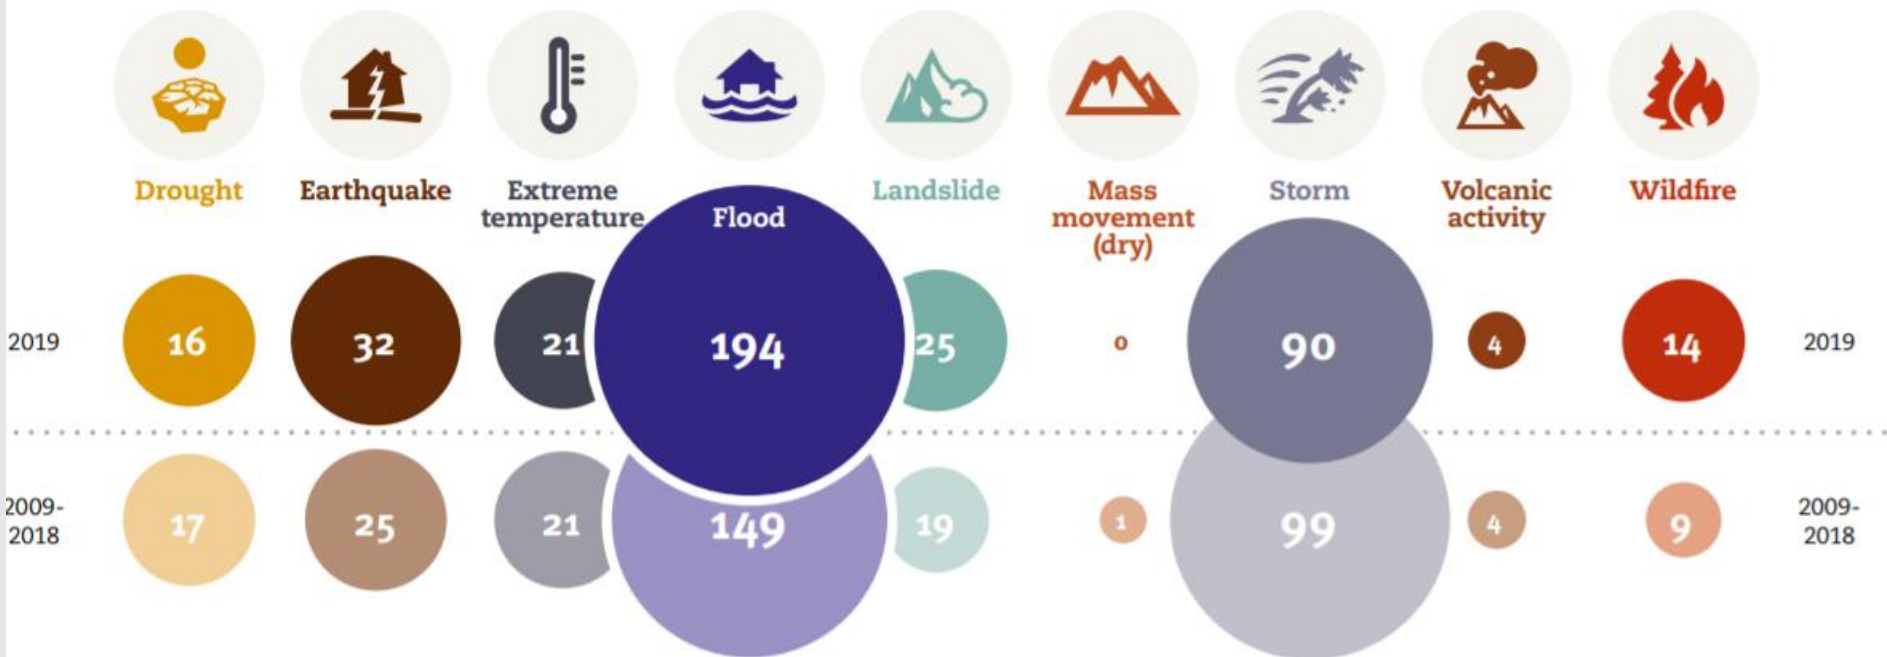 Drought
Earthquake
Extreme
temperature
Flood
Landslide
Mass
movement
(dry)
Storm
Volcanic
activity
Wildfire
2019
16
32
21
194
25
0
90
4
14
2019
2009-
2018
17
25
21
149
19
1
99
4
9
2009-
2018